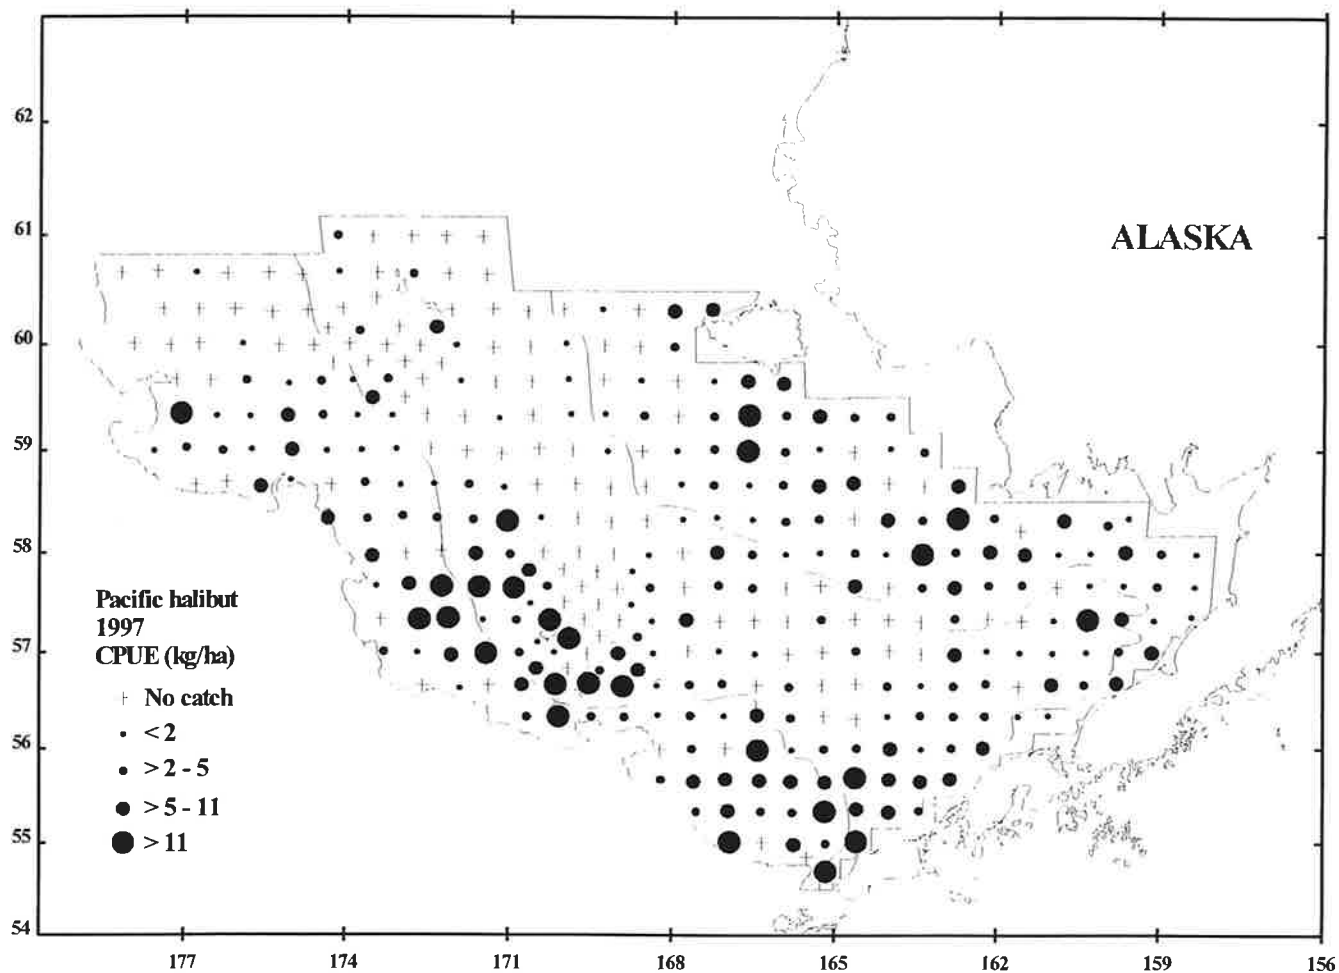 62
61
60
59
58
57
56
55
54
ALASKA
Pacific halibut
1997
CPUE (kg/ha)
+ No catch
• < 2
• > 2 - 5
• > 5 - 11
• > 11
177 174 171 168 165 162 159 156